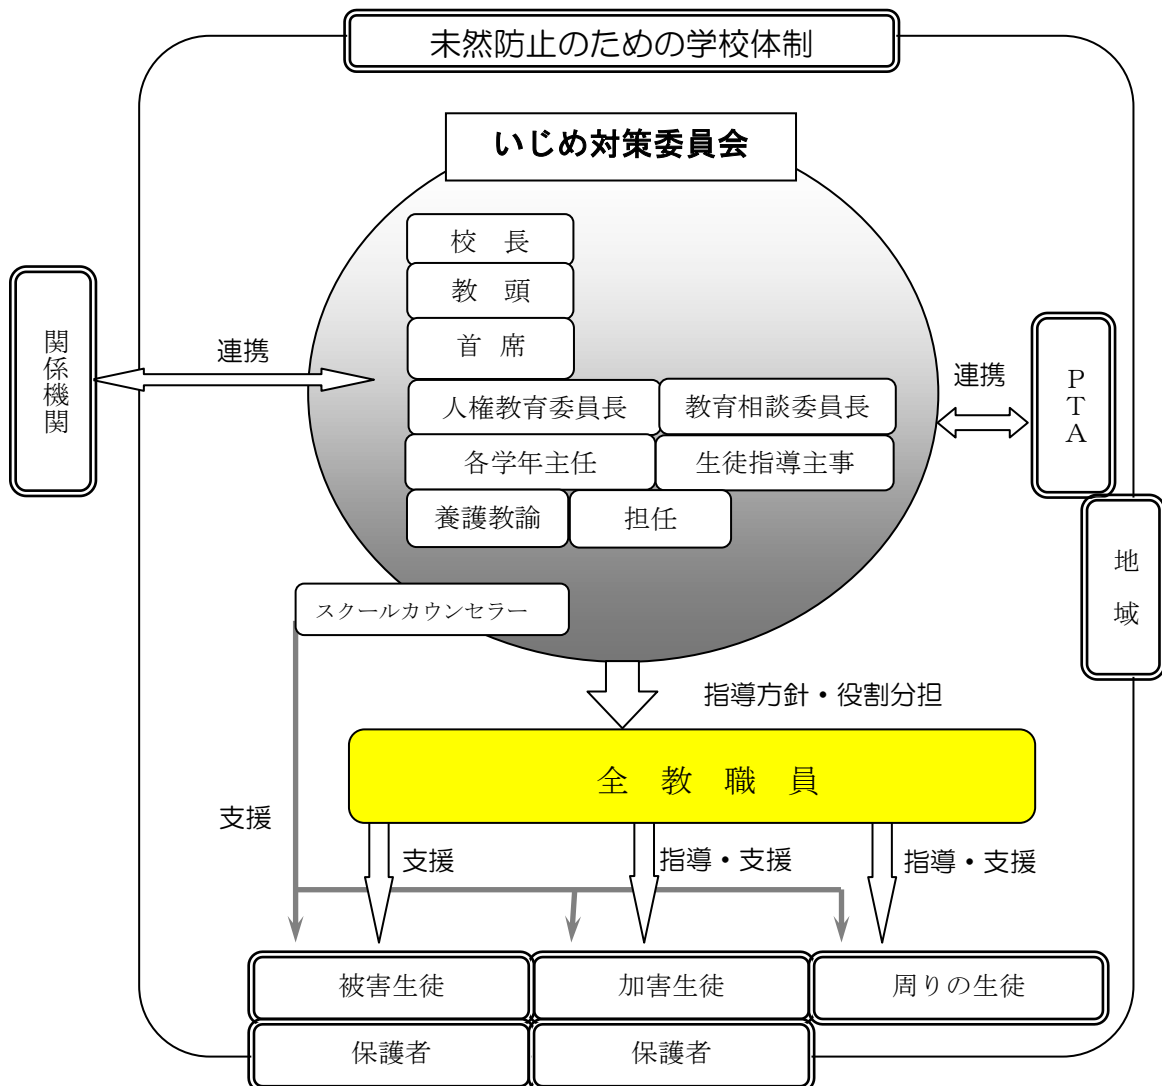 未然防止のための学校体制
いじめ対策委員会
校 長
教 頭
首 席
人権教育委員長
教育相談委員長
各学年主任
生徒指導主事
養護教諭
担任
スクールカウンセラー
関係機関
連携
連携
PTA
地 域
指導方針・役割分担
全 教 職 員
支援
支援
指導・支援
指導・支援
被害生徒
加害生徒
周りの生徒
保護者
保護者